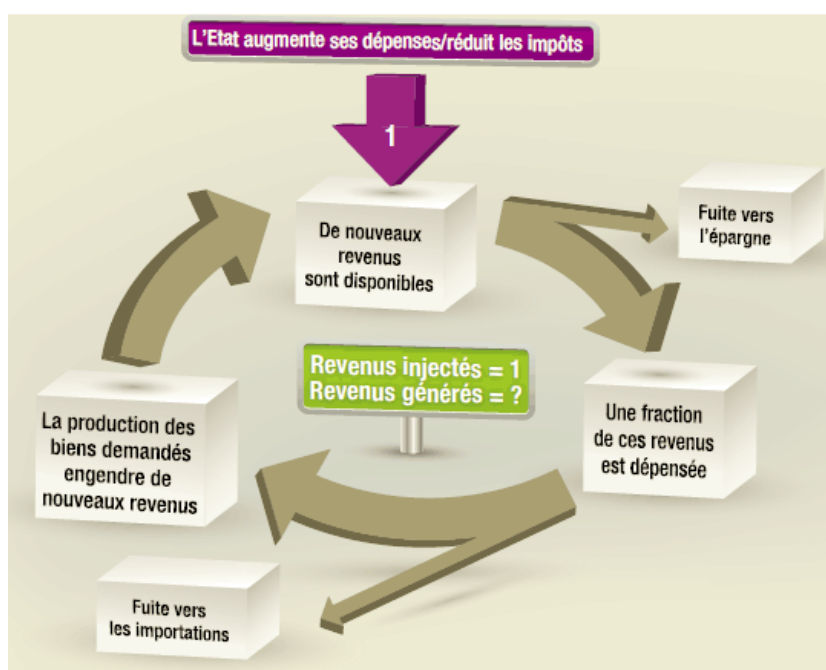 L'Etat augmente ses dépenses/réduit les impôts
1
De nouveaux
revenus
sont disponibles
Fuite vers
l'épargne
Une fraction
de ces revenus
est dépensée
Revenus injectés = 1
Revenus générés = ?
La production des
biens demandés
engendre de
nouveaux revenus
Fuite vers
les importations